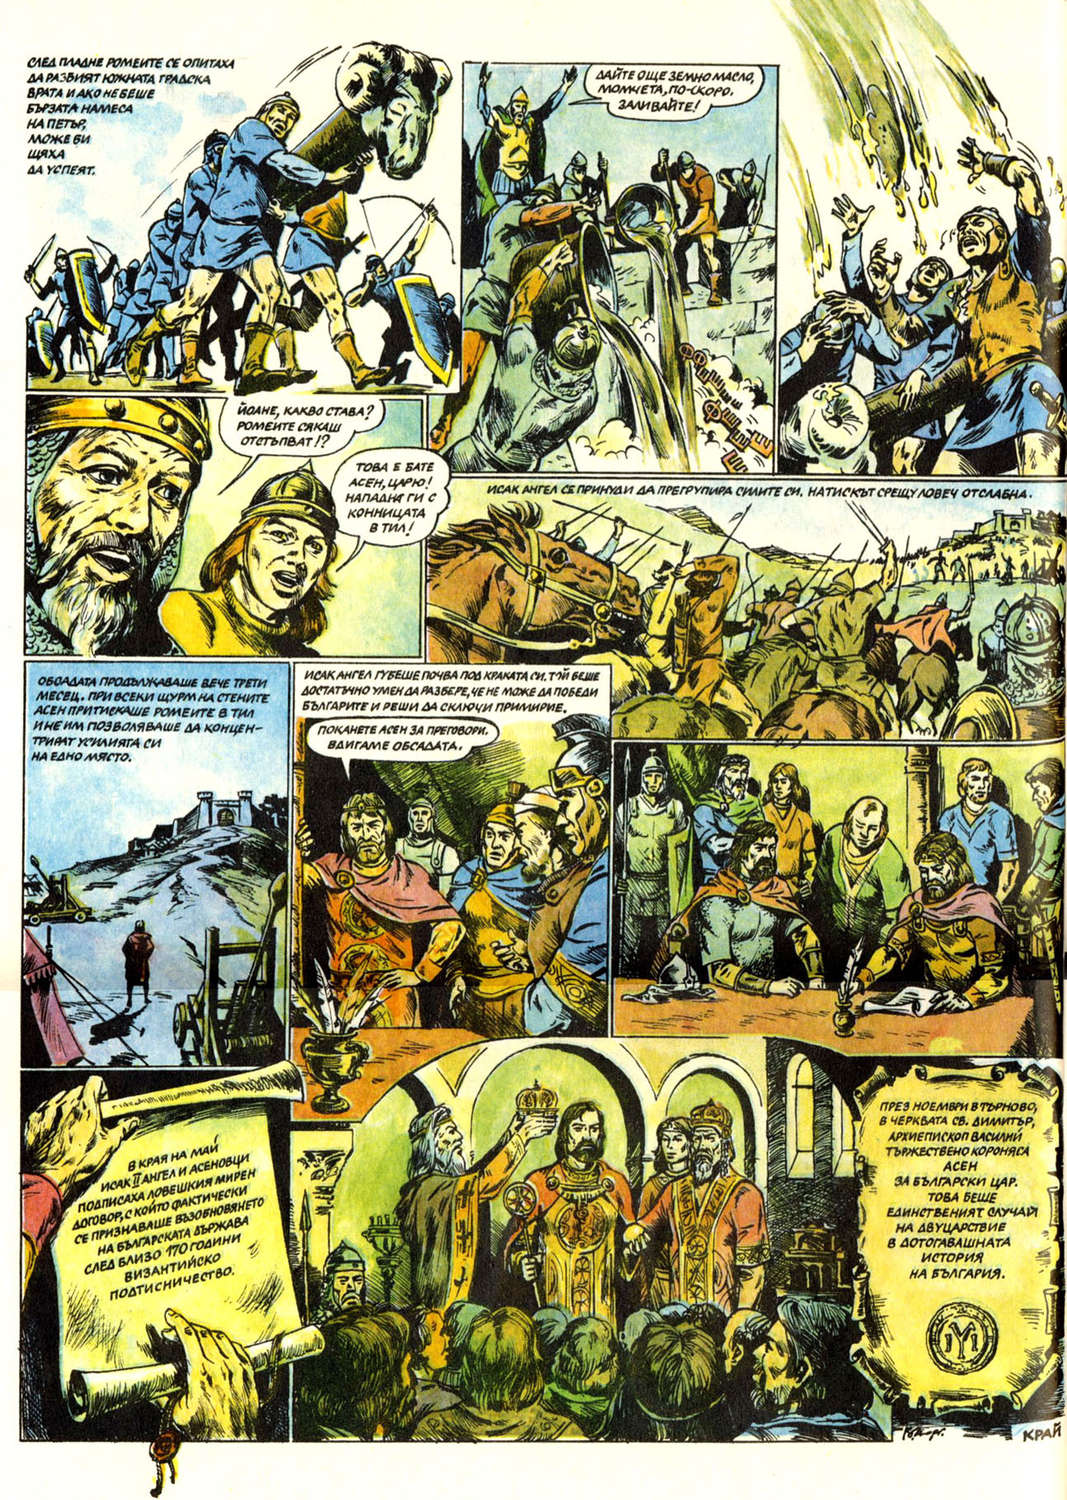 СЛЕД ПЛАДНЕ РОМЕИТЕ СЕ ОПИТАХА
ДА РАЗБИЯТ ЮЖНАТА ГРАДСКА
ВРАТА И АКО НЕ БЕШЕ
БЪРЗАТА НАМЕСА
НА ПЕТЪР,
МОЖЕ БИ
ЩЯХА
ДА УСПЕЯТ.
ДАЙТЕ ОЩЕ ЗЕМНО МАСЛО,
МОМЧЕТА, ПО-СКОРО.
ЗАЛИВАЙТЕ!
ЙОАНЕ, КАКВО СТАВА?
РОМЕИТЕ СЯКАШ
ОТСТЪПВАТ!?
ТОВА Е БАТЕ
АСЕН, ЦАРЮ!
НАПАДНА ГИ С
КОННИЦАТА
В ТИЛ!
ИСАК АНГЕЛ СЕ ПРИНУДИ ДА ПРЕГРУПИРА СИЛИТЕ СИ. НАТИСКЪТ СРЕЩУ ЛОВЕЧ ОТСЛАБНА.
ОБСАДАТА ПРОДЪЛЖАВАШЕ ВЕЧЕ ТРЕТИ
МЕСЕЦ. ПРИ ВСЕКИ ЩУРМ НА СТЕНИТЕ
АСЕН ПРИТИСКАШЕ РОМЕИТЕ В ТИЛ
И НЕ ИМ ПОЗВОЛЯВАШЕ ДА КОНЦЕН-
ТРИРАТ УСИЛИЯТА СИ
НА ЕДНО МЯСТО.
ИСАК АНГЕЛ ГУБЕШЕ ПОЧВА ПОД КРАКАТА СИ. ТОЙ БЕШЕ
ДОСТАТЪЧНО УМЕН ДА РАЗБЕРЕ, ЧЕ НЕ МОЖЕ ДА ПОБЕДИ
БЪЛГАРИТЕ И РЕШИ ДА СКЛЮЧИ ПРИМИРИЕ.
ПОКАНЕТЕ АСЕН ЗА ПРЕГОВОРИ.
ВДИГАМЕ ОБСАДАТА.
В КРАЯ НА МАЙ
ИСАК II АНГЕЛ И АСЕНОВЦИ
ПОДПИСАХА ЛОВЕШКИЯ МИРЕН
ДОГОВОР, С КОЙТО ФАКТИЧЕСКИ
СЕ ПРИЗНАВАШЕ ВЪЗОБНОВЯНЕТО
НА БЪЛГАРСКАТА ДЪРЖАВА
СЛЕД БЛИЗО 170 ГОДИНИ
ВИЗАНТИЙСКО
ПОДТИСНИЧЕСТВО.
ПРЕЗ НОЕМВРИ В ТЪРНОВО,
В ЧЕРКВАТА СВ. ДИМИТЪР,
АРХИЕПИСКОП ВАСИЛИЙ
ТЪРЖЕСТВЕНО КОРОНЯСА
АСЕН
ЗА БЪЛГАРСКИ ЦАР.
ТОВА БЕШЕ
ЕДИНСТВЕНИЯТ СЛУЧАЙ
НА ДВУЦАРСТВИЕ
В ДОТОГАВАШНАТА
ИСТОРИЯ
НА БЪЛГАРИЯ.
КРАЙ